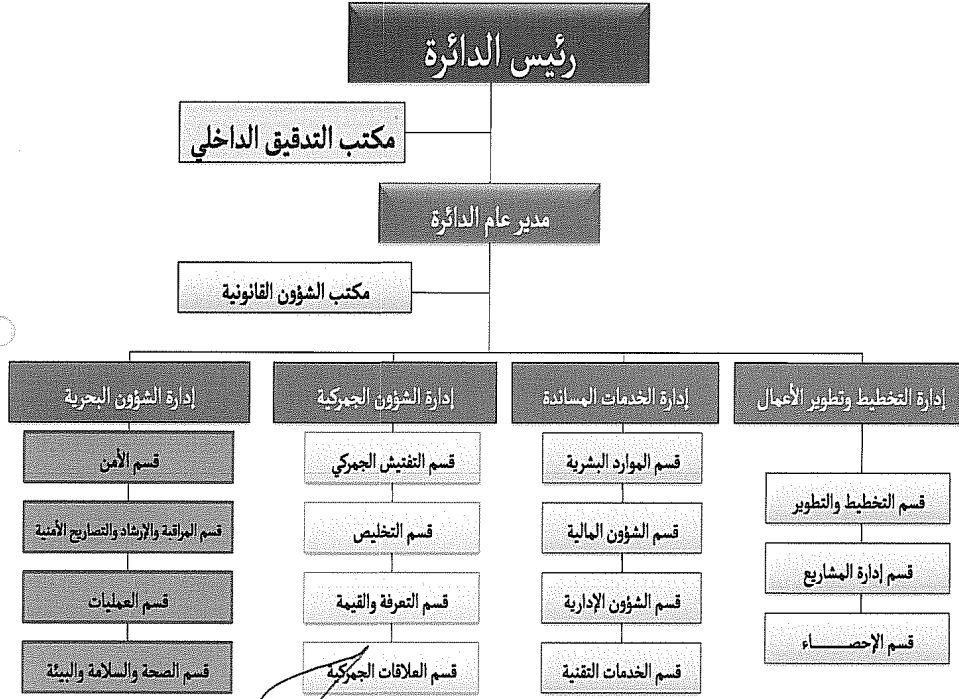 رئيس الدائرة
مكتب التدقيق الداخلي
مدير عام الدائرة
مكتب الشؤون القانونية
إدارة التخطيط وتطوير الأعمال
قسم التخطيط والتطوير
قسم إدارة المشاريع
قسم الإحصـــــاء
إدارة الخدمات المساندة
قسم الموارد البشرية
قسم الشؤون المالية
قسم الشؤون الإدارية
قسم الخدمات التقنية
إدارة الشؤون الجمركية
قسم التفتيش الجمركي
قسم التخليص
قسم التعرفة والقيمة
قسم العلاقات الجمركية
إدارة الشؤون البحرية
قسم الأمن
قسم المراقبة والإرشاد والتصاريح الأمنية
قسم العمليات
قسم الصحة والسلامة والبيئة